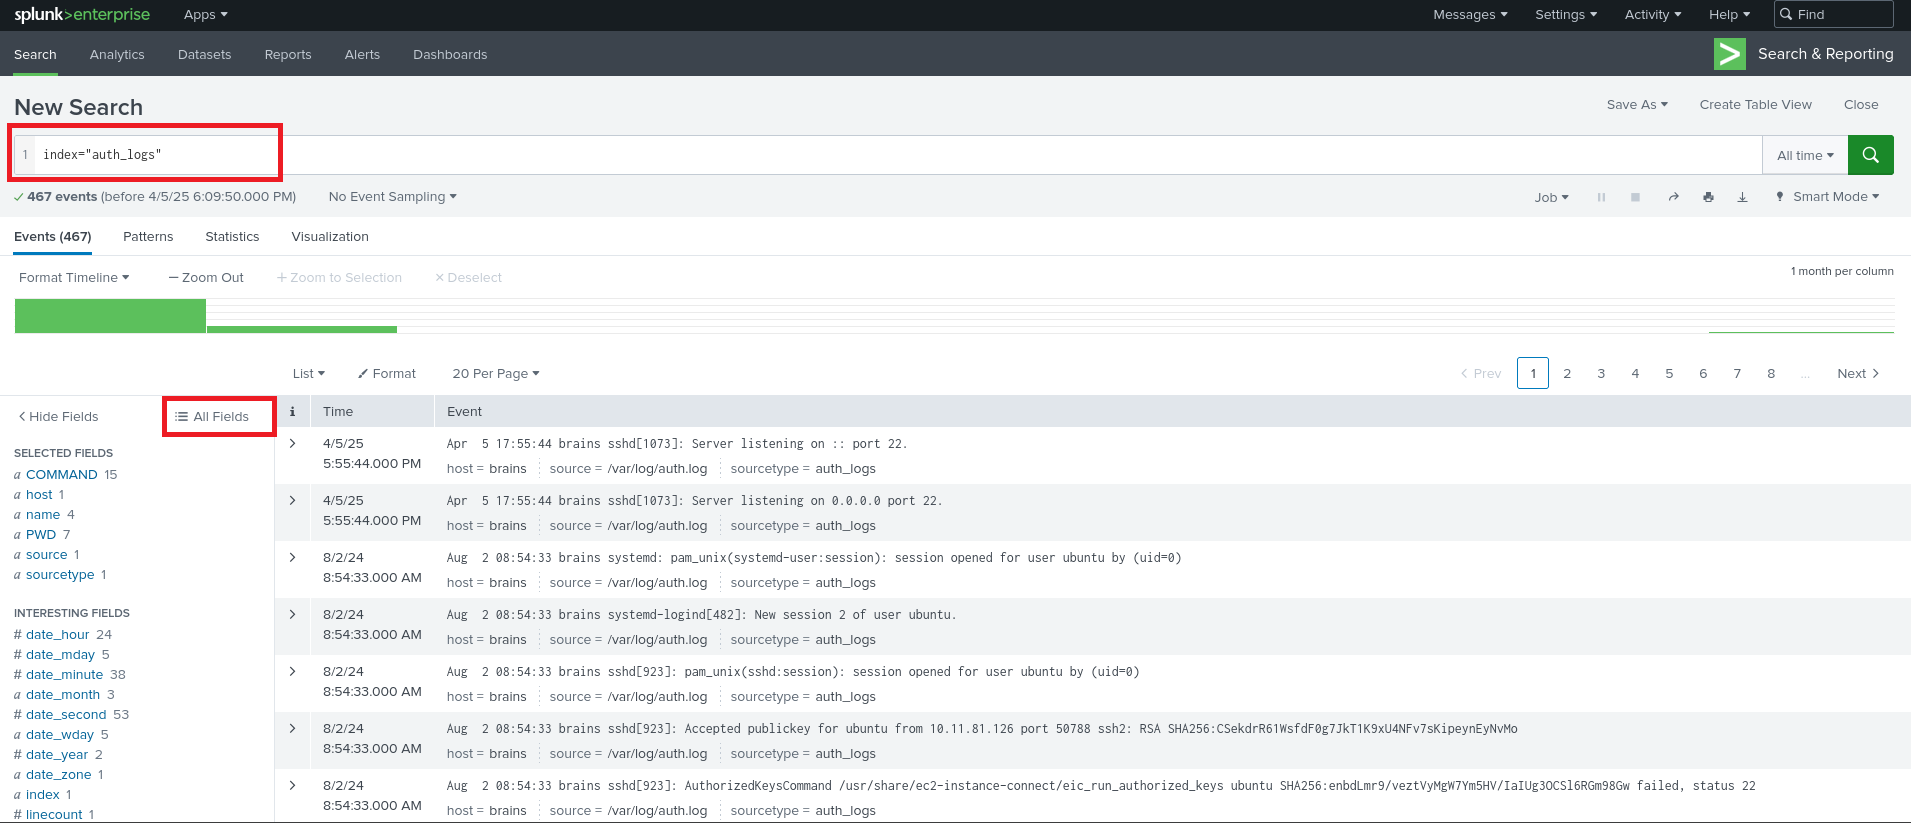 splunk>enterprise Apps Messages Settings Activity Help Find
Search Analytics Datasets Reports Alerts Dashboards Search & Reporting
New Search Save As Create Table View Close
1 index="auth_logs" All time
467 events (before 4/5/25 6:09:50.000 PM) No Event Sampling Job Smart Mode
Events (467) Patterns Statistics Visualization
Format Timeline — Zoom Out + Zoom to Selection × Deselect 1 month per column
List Format 20 Per Page < Prev 1 2 3 4 5 6 7 8 ... Next >
< Hide Fields All Fields
SELECTED FIELDS
a COMMAND 15
a host 1
a name 4
a PWD 7
a source 1
a sourcetype 1
INTERESTING FIELDS
# date_hour 24
# date_mday 5
# date_minute 38
a date_month 3
# date_second 53
a date_wday 5
# date_year 2
a date_zone 1
a index 1
# linecount 1
i Time Event
4/5/25 Apr  5 17:55:44 brains sshd[1073]: Server listening on :: port 22.
5:55:44.000 PM host = brains source = /var/log/auth.log sourcetype = auth_logs
4/5/25 Apr  5 17:55:44 brains sshd[1073]: Server listening on 0.0.0.0 port 22.
5:55:44.000 PM host = brains source = /var/log/auth.log sourcetype = auth_logs
8/2/24 Aug  2 08:54:33 brains systemd: pam_unix(systemd-user:session): session opened for user ubuntu by (uid=0)
8:54:33.000 AM host = brains source = /var/log/auth.log sourcetype = auth_logs
8/2/24 Aug  2 08:54:33 brains systemd-logind[482]: New session 2 of user ubuntu.
8:54:33.000 AM host = brains source = /var/log/auth.log sourcetype = auth_logs
8/2/24 Aug  2 08:54:33 brains sshd[923]: pam_unix(sshd:session): session opened for user ubuntu by (uid=0)
8:54:33.000 AM host = brains source = /var/log/auth.log sourcetype = auth_logs
8/2/24 Aug  2 08:54:33 brains sshd[923]: Accepted publickey for ubuntu from 10.11.81.126 port 50788 ssh2: RSA SHA256:CSekdrR61WsfdF0g7JkT1K9xU4NFv7sKipeynEyNvMo
8:54:33.000 AM host = brains source = /var/log/auth.log sourcetype = auth_logs
8/2/24 Aug  2 08:54:33 brains sshd[923]: AuthorizedKeysCommand /usr/share/ec2-instance-connect/eic_run_authorized_keys ubuntu SHA256:enbdLmr9/veztVyMgW7Ym5HV/IaIUg3OCSl6RGm98Gw failed, status 22
8:54:33.000 AM host = brains source = /var/log/auth.log sourcetype = auth_logs